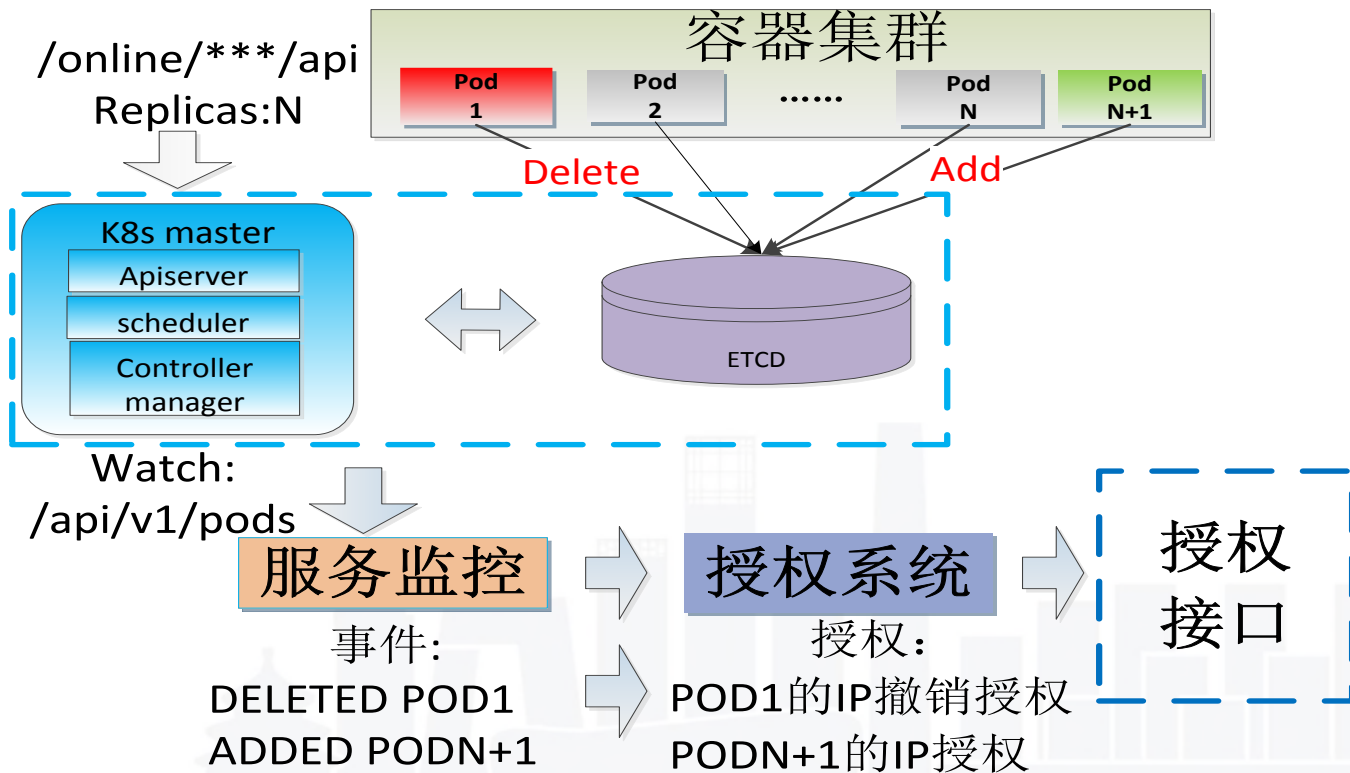 容器集群
/online/***/api
Replicas:N
Pod
1
Pod
2
……
Pod
N
Pod
N+1
Delete
Add
K8s master
Apiserver
scheduler
Controller
manager
ETCD
Watch:
/api/v1/pods
服务监控
授权系统
授权
接口
事件:
DELETED POD1
ADDED PODN+1
授权：
POD1的IP撤销授权
PODN+1的IP授权